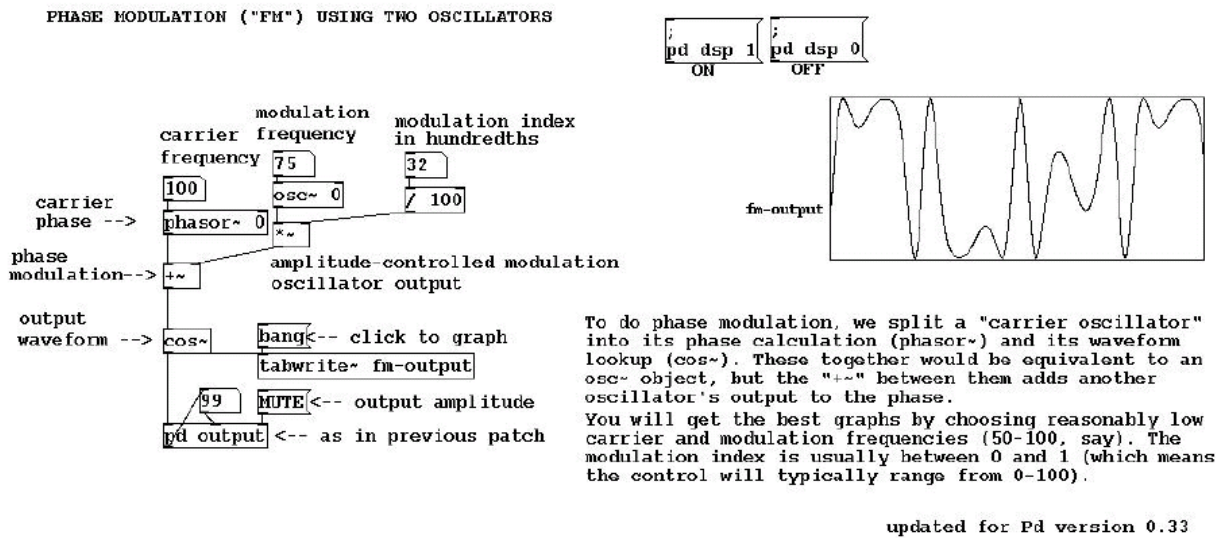 PHASE MODULATION ("FM") USING TWO OSCILLATORS
;
pd dsp 1
ON
;
pd dsp 0
OFF
carrier
frequency
100
modulation
frequency
75
osc~ 0
modulation index
in hundredths
32
/ 100
carrier
phase -->
phasor~ 0
*~
phase
modulation-->
+~
amplitude-controlled modulation
oscillator output
output
waveform -->
cos~
bang
<-- click to graph
tabwrite~ fm-output
99
MUTE
<-- output amplitude
pd output
<-- as in previous patch
fm-output
To do phase modulation, we split a "carrier oscillator"
into its phase calculation (phasor~) and its waveform
lookup (cos~). These together would be equivalent to an
osc~ object, but the "+~" between them adds another
oscillator's output to the phase.
You will get the best graphs by choosing reasonably low
carrier and modulation frequencies (50-100, say). The
modulation index is usually between 0 and 1 (which means
the control will typically range from 0-100).
updated for Pd version 0.33